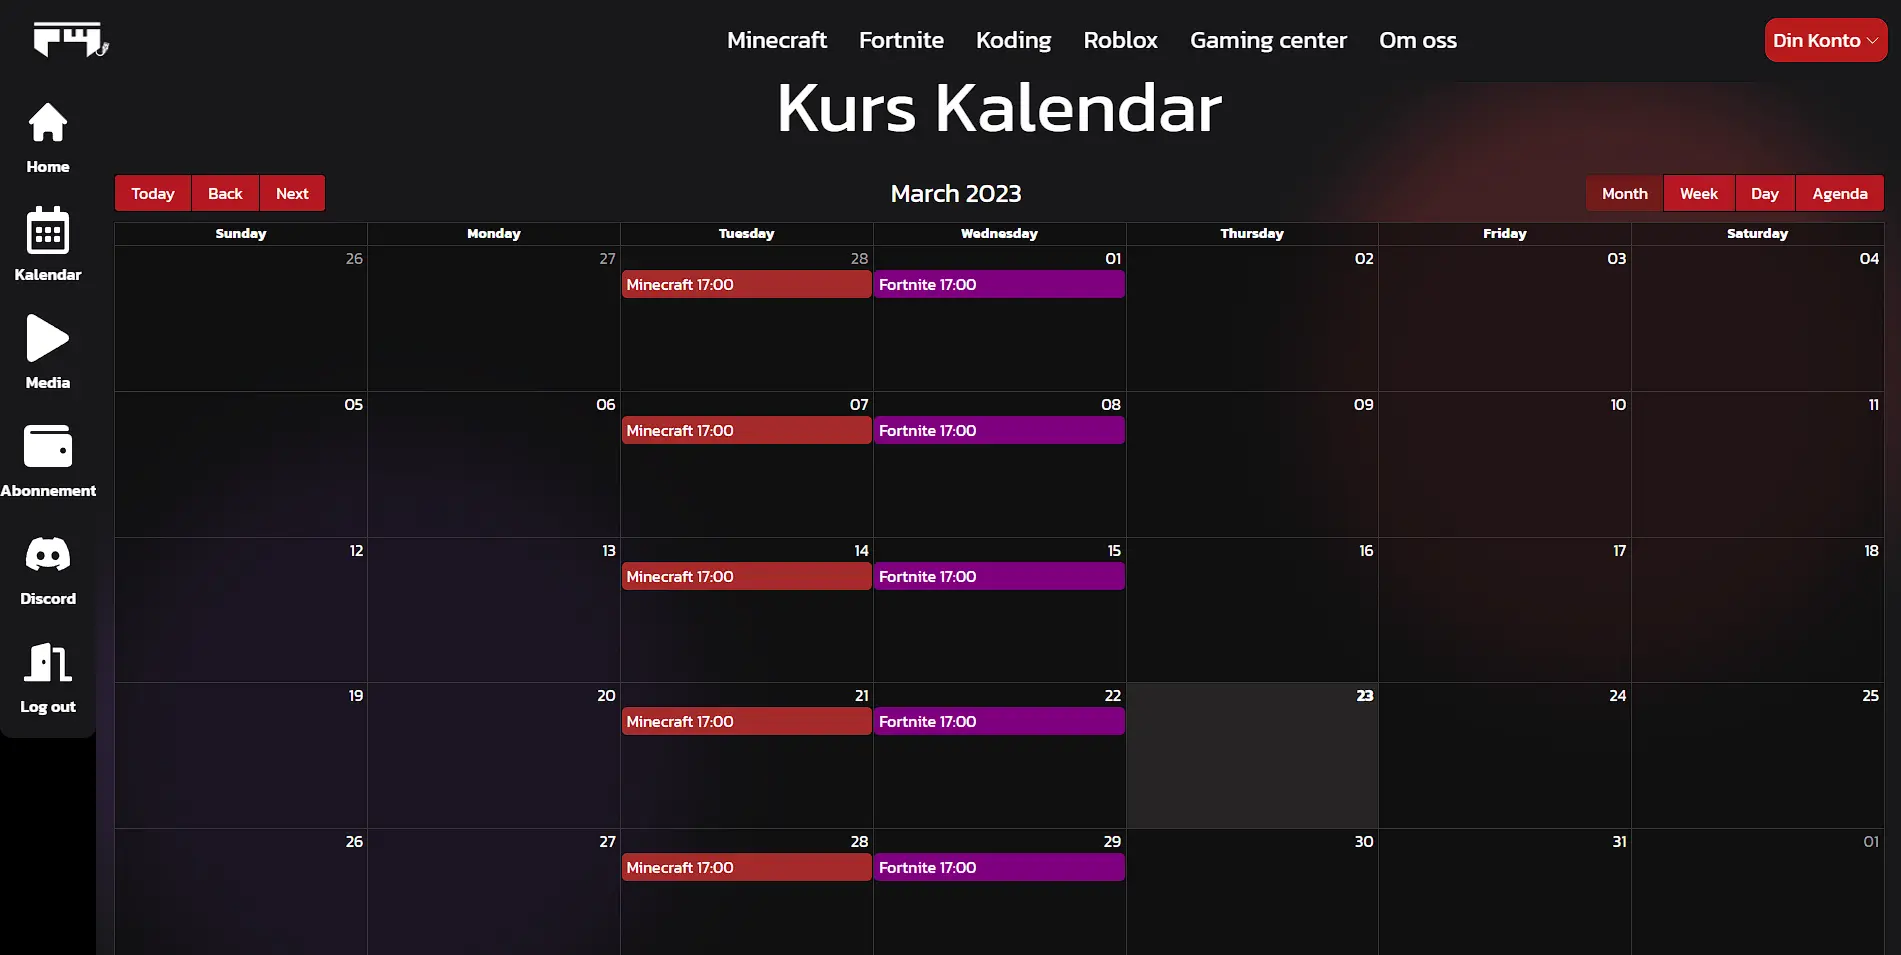 Minecraft Fortnite Koding Roblox Gaming center Om oss Din Konto
Kurs Kalendar
Home
Kalendar
Media
Abonnement
Discord
Log out
Today Back Next March 2023 Month Week Day Agenda
Sunday Monday Tuesday Wednesday Thursday Friday Saturday
26 27 28 01 02 03 04
Minecraft 17:00 Fortnite 17:00
05 06 07 08 09 10 11
Minecraft 17:00 Fortnite 17:00
12 13 14 15 16 17 18
Minecraft 17:00 Fortnite 17:00
19 20 21 22 23 24 25
Minecraft 17:00 Fortnite 17:00
26 27 28 29 30 31 01
Minecraft 17:00 Fortnite 17:00